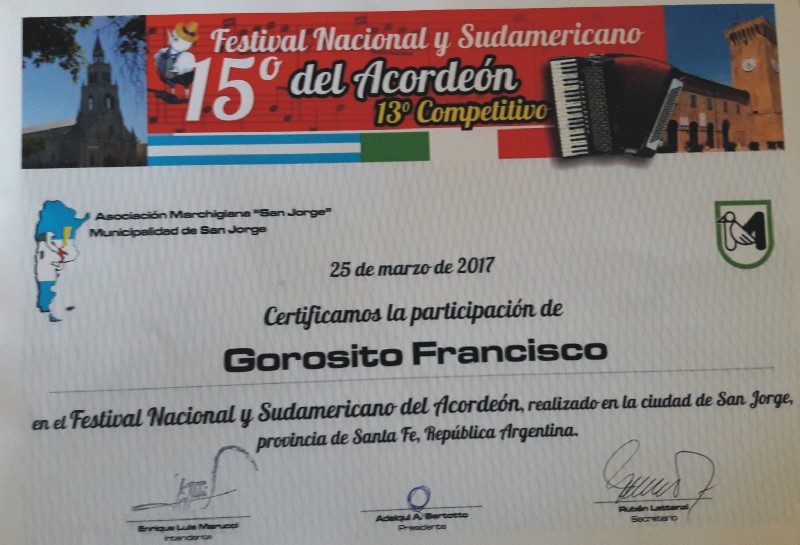 Festival Nacional y Sudamericano
15º del Acordeón
13º Competitivo
Asociación Marchigiana "San Jorge"
Municipalidad de San Jorge
25 de marzo de 2017
Certificamos la participación de
Gorosito Francisco
en el Festival Nacional y Sudamericano del Acordeón, realizado en la ciudad de San Jorge,
provincia de Santa Fe, República Argentina.
Enrique Luis Marucci
Intendente
Adelqui A. Bertotto
Presidente
Rubén
Secretario